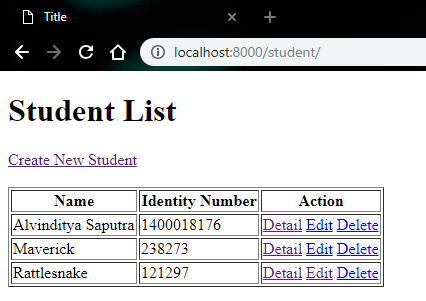 Title
localhost:8000/student/
Student List
Create New Student
Name Identity Number Action
Alvinditya Saputra 1400018176 Detail Edit Delete
Maverick 238273 Detail Edit Delete
Rattlesnake 121297 Detail Edit Delete